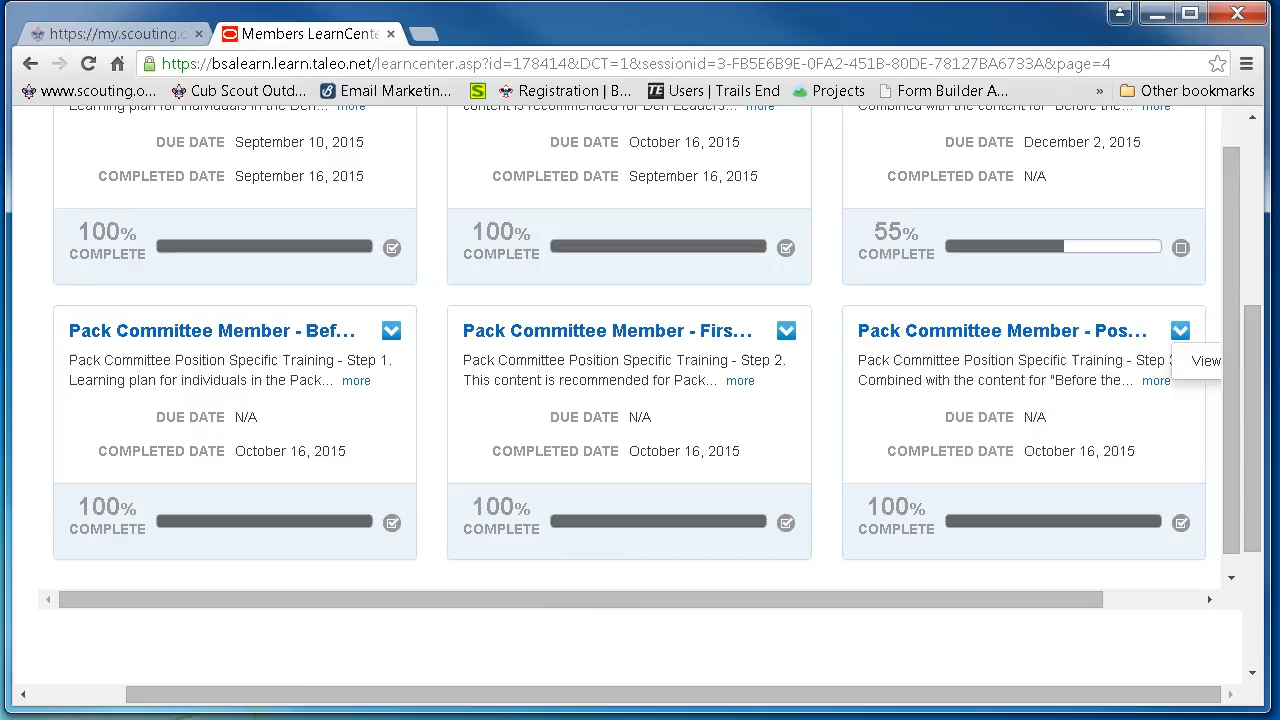 https://my.scouting.c
Members LearnCente
https://bsalearn.learn.taleo.net/learncenter.asp?id=178414&DCT=1&sessionid=3-FB5E6B9E-0FA2-451B-80DE-78127BA6733A&page=4
www.scouting.o... Cub Scout Outd... Email Marketin... S Registration | B... TE Users | Trails End Projects Form Builder A... » Other bookmarks
Learning plan for individuals in the Den... more
content is recommended for Den Leaders... more
Combined with the content for "Before the... more
DUE DATE September 10, 2015
DUE DATE October 16, 2015
DUE DATE December 2, 2015
COMPLETED DATE September 16, 2015
COMPLETED DATE September 16, 2015
COMPLETED DATE N/A
100% COMPLETE
100% COMPLETE
55% COMPLETE
Pack Committee Member - Bef...
Pack Committee Position Specific Training - Step 1.
Learning plan for individuals in the Pack... more
DUE DATE N/A
COMPLETED DATE October 16, 2015
100% COMPLETE
Pack Committee Member - Firs...
Pack Committee Position Specific Training - Step 2.
This content is recommended for Pack... more
DUE DATE N/A
COMPLETED DATE October 16, 2015
100% COMPLETE
Pack Committee Member - Pos...
Pack Committee Position Specific Training - Step
Combined with the content for "Before the... more
View
DUE DATE N/A
COMPLETED DATE October 16, 2015
100% COMPLETE